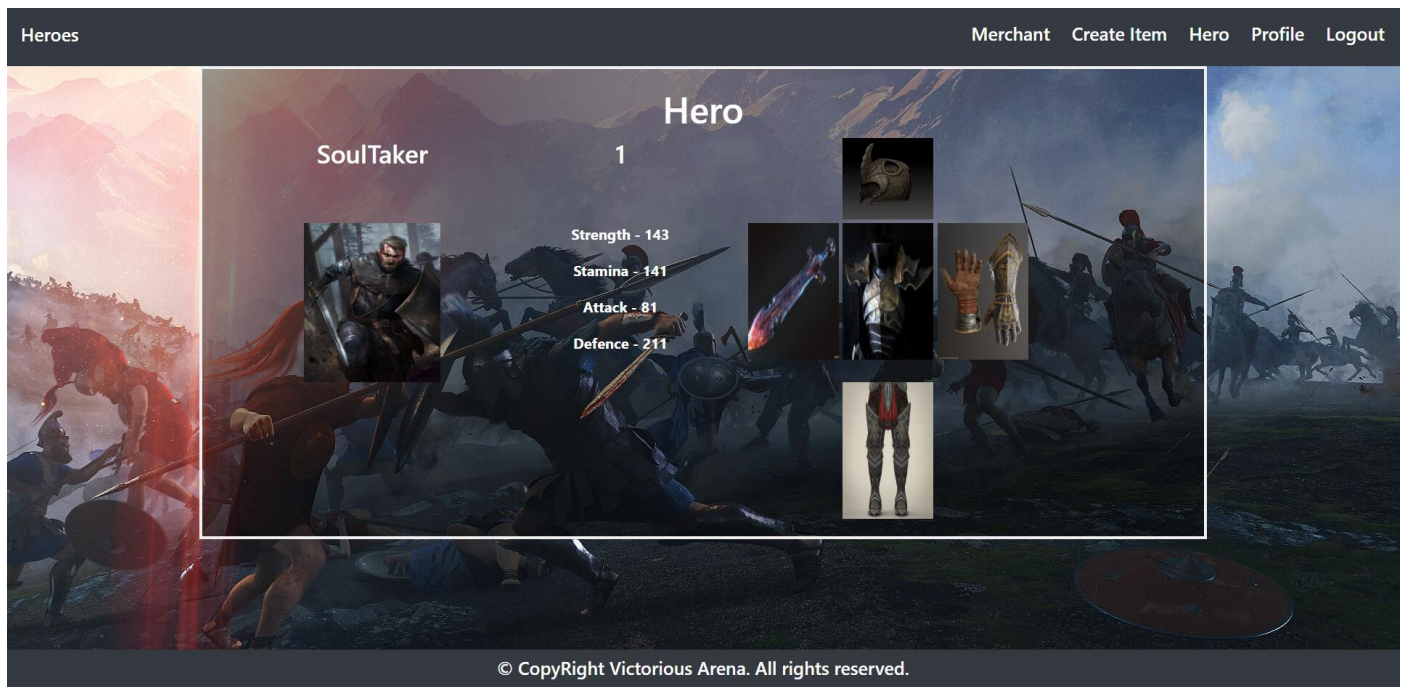 Heroes
Merchant Create Item Hero Profile Logout
Hero
SoulTaker
1
Strength - 143
Stamina - 141
Attack - 81
Defence - 211
© CopyRight Victorious Arena. All rights reserved.